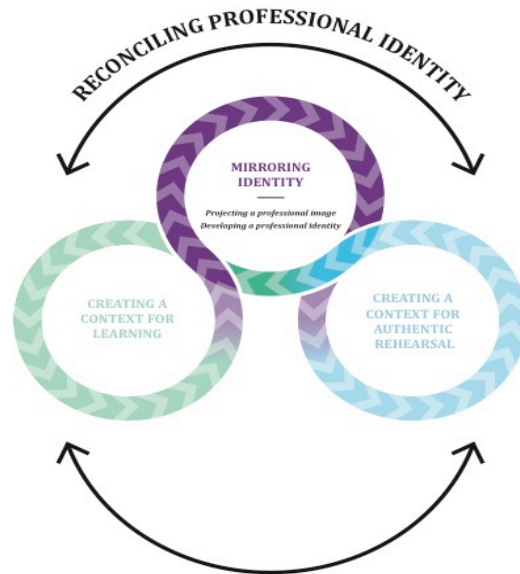 RECONCILING PROFESSIONAL IDENTITY
MIRRORING
IDENTITY
Projecting a professional image
Developing a professional identity
CREATING A
CONTEXT FOR
LEARNING
CREATING A
CONTEXT FOR
AUTHENTIC
REHEARSAL